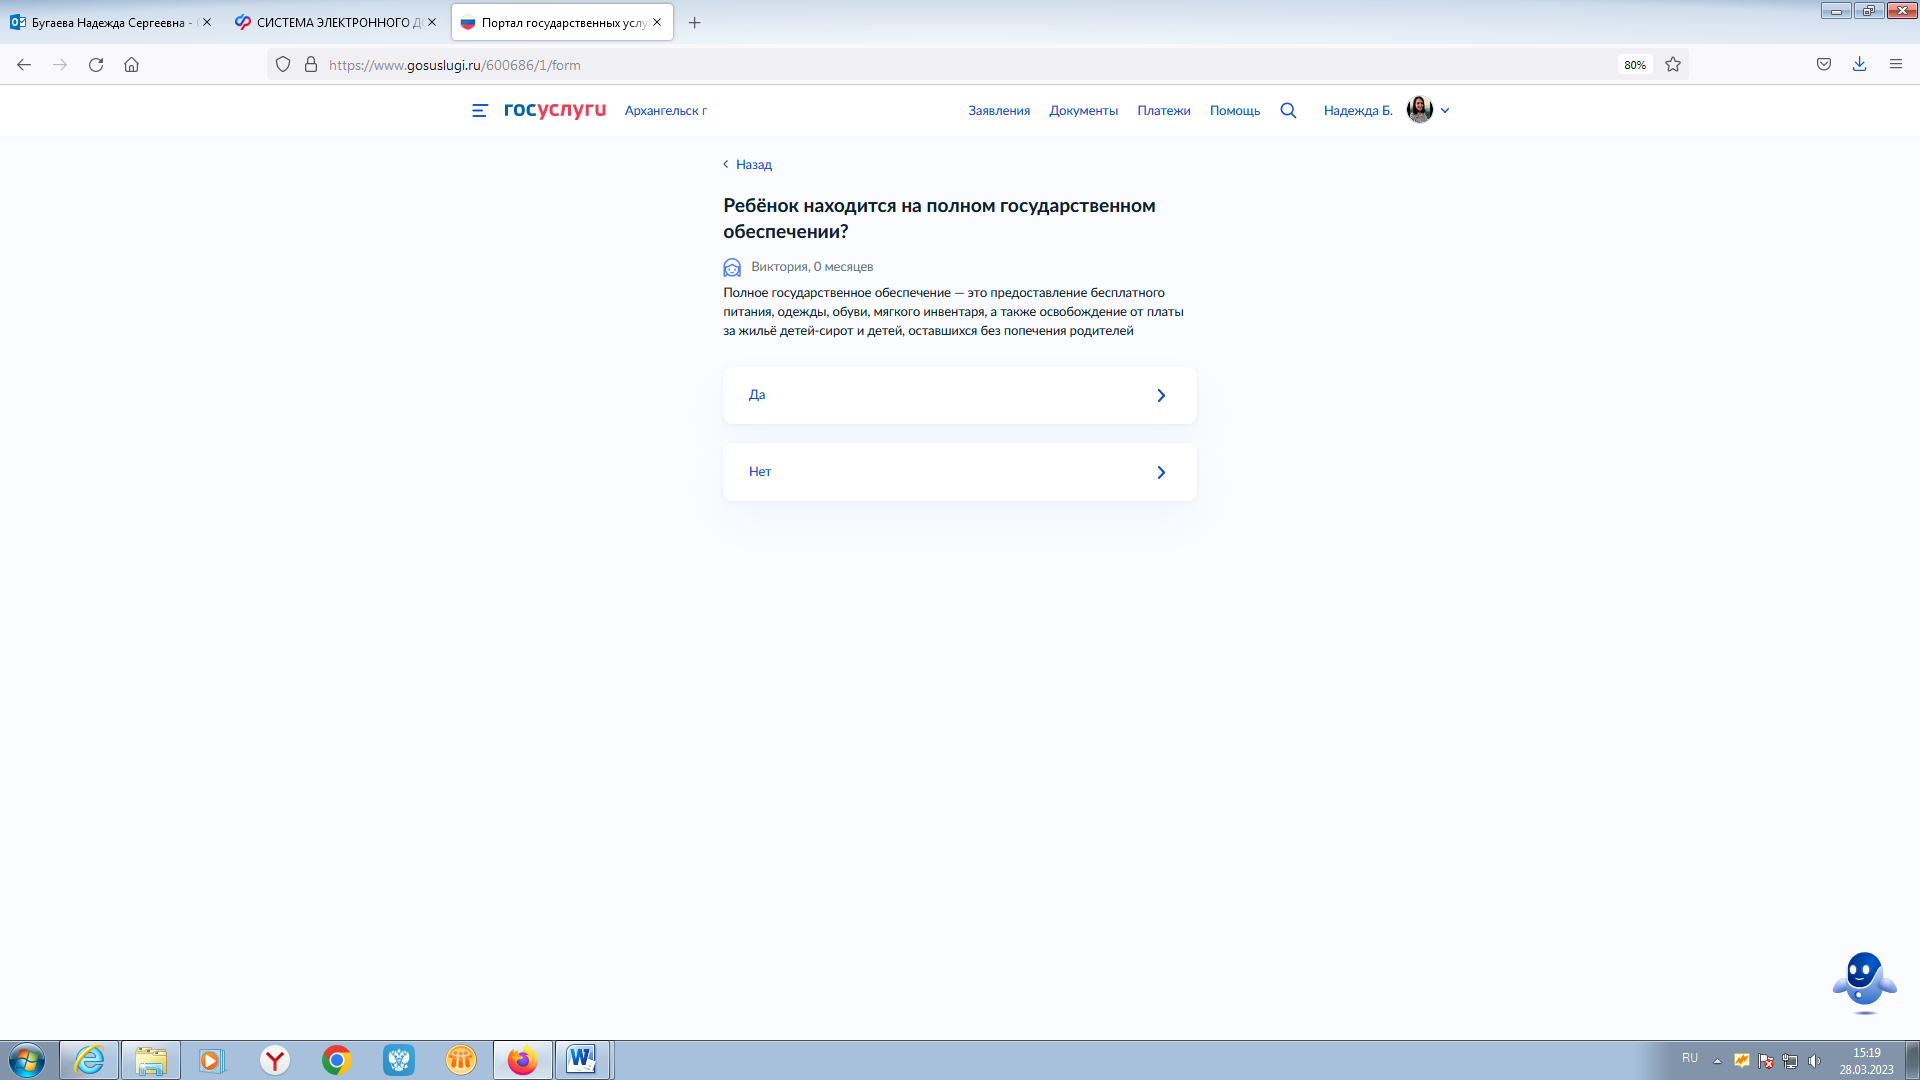 Бугаева Надежда Сергеевна -
СИСТЕМА ЭЛЕКТРОННОГО Д
Портал государственных услу
https://www.gosuslugi.ru/600686/1/form
80%
госуслуги
Архангельск г
Заявления
Документы
Платежи
Помощь
Надежда Б.
Назад
Ребёнок находится на полном государственном
обеспечении?
Виктория, 0 месяцев
Полное государственное обеспечение — это предоставление бесплатного
питания, одежды, обуви, мягкого инвентаря, а также освобождение от платы
за жильё детей-сирот и детей, оставшихся без попечения родителей
Да
Нет
RU
15:19
28.03.2023